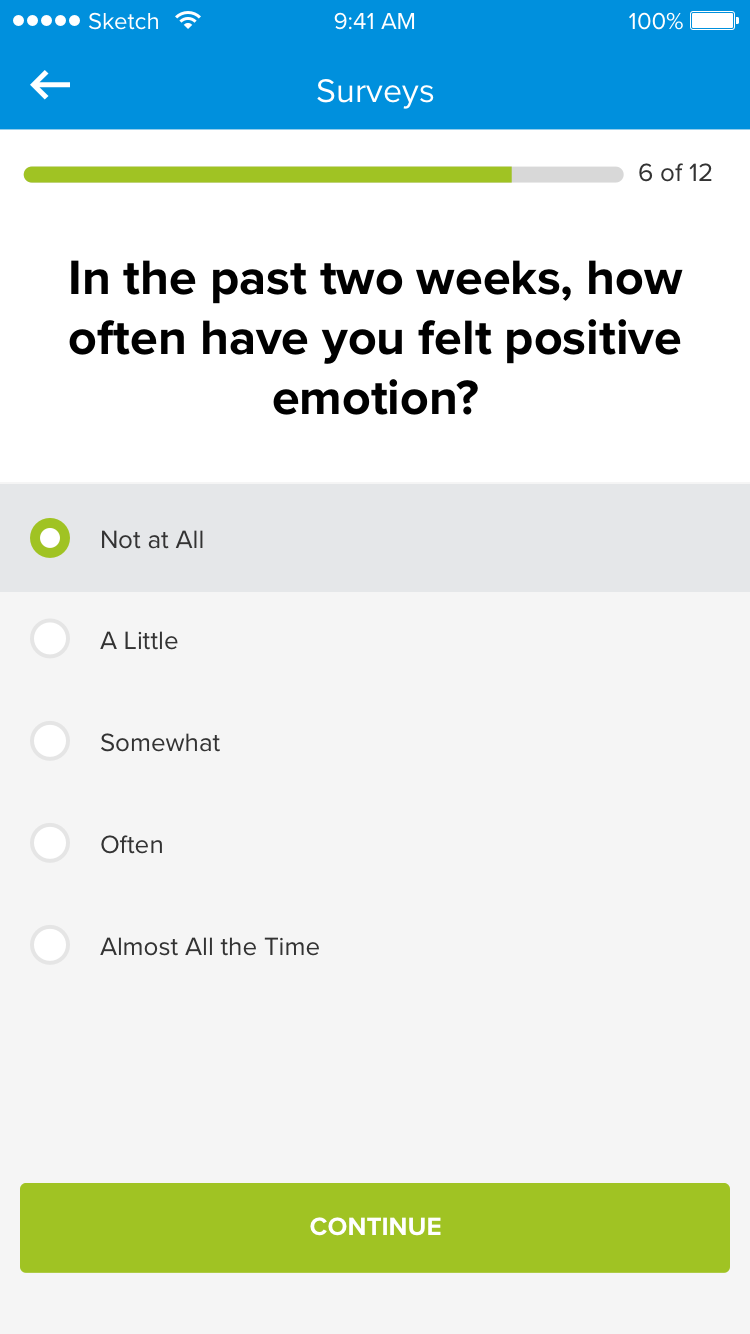 Sketch 9:41 AM 100%
Surveys
6 of 12
In the past two weeks, how
often have you felt positive
emotion?
Not at All
A Little
Somewhat
Often
Almost All the Time
CONTINUE